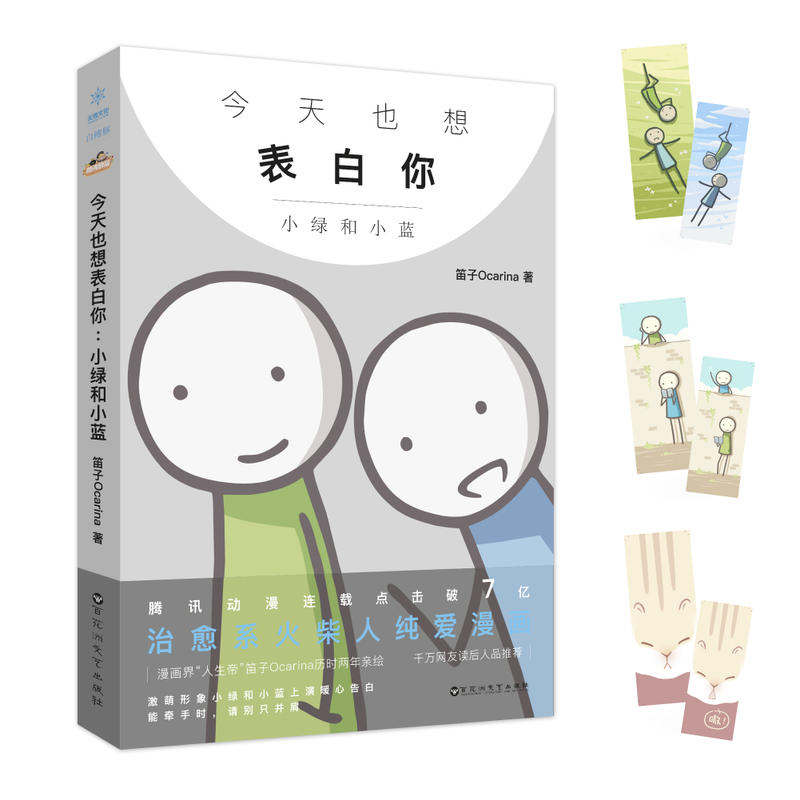 今天也想
表白你
小绿和小蓝
笛子Ocarina 著
腾讯动漫连载点击破7亿
治愈系火柴人纯爱漫画
漫画界“人生帝”笛子Ocarina历时两年亲绘
千万网友读后人品推荐
激萌形象小绿和小蓝上演暖心告白
能牵手时，请别只并肩
百花洲文艺出版社
白馬時光
今天也想表白你：小绿和小蓝
笛子Ocarina 著
百花洲文艺出版社
嗷！